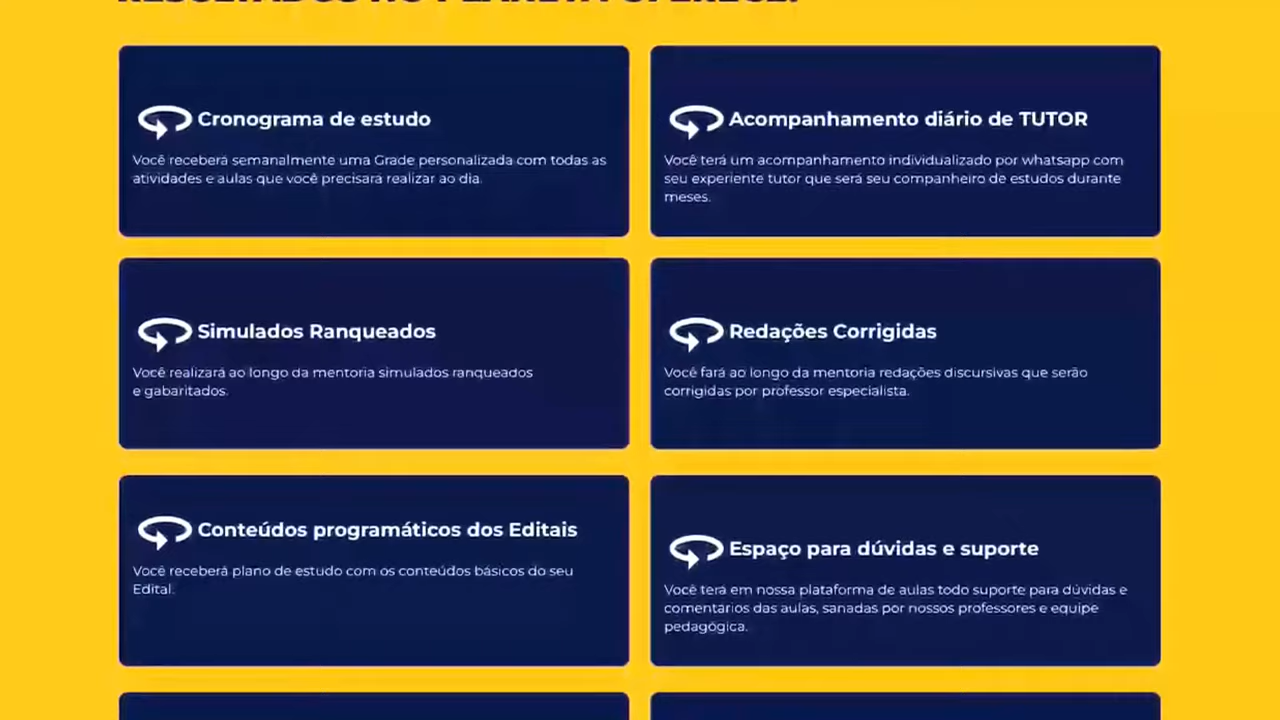 Cronograma de estudo
Você receberá semanalmente uma Grade personalizada com todas as
atividades e aulas que você precisará realizar ao dia.
Acompanhamento diário de TUTOR
Você terá um acompanhamento individualizado por whatsapp com
seu experiente tutor que será seu companheiro de estudos durante
meses.
Simulados Ranqueados
Você realizará ao longo da mentoria simulados ranqueados
e gabaritados.
Redações Corrigidas
Você fará ao longo da mentoria redações discursivas que serão
corrigidas por professor especialista.
Conteúdos programáticos dos Editais
Você receberá plano de estudo com os conteúdos básicos do seu
Edital.
Espaço para dúvidas e suporte
Você terá em nossa plataforma de aulas todo suporte para dúvidas e
comentários das aulas, sanadas por nossos professores e equipe
pedagógica.